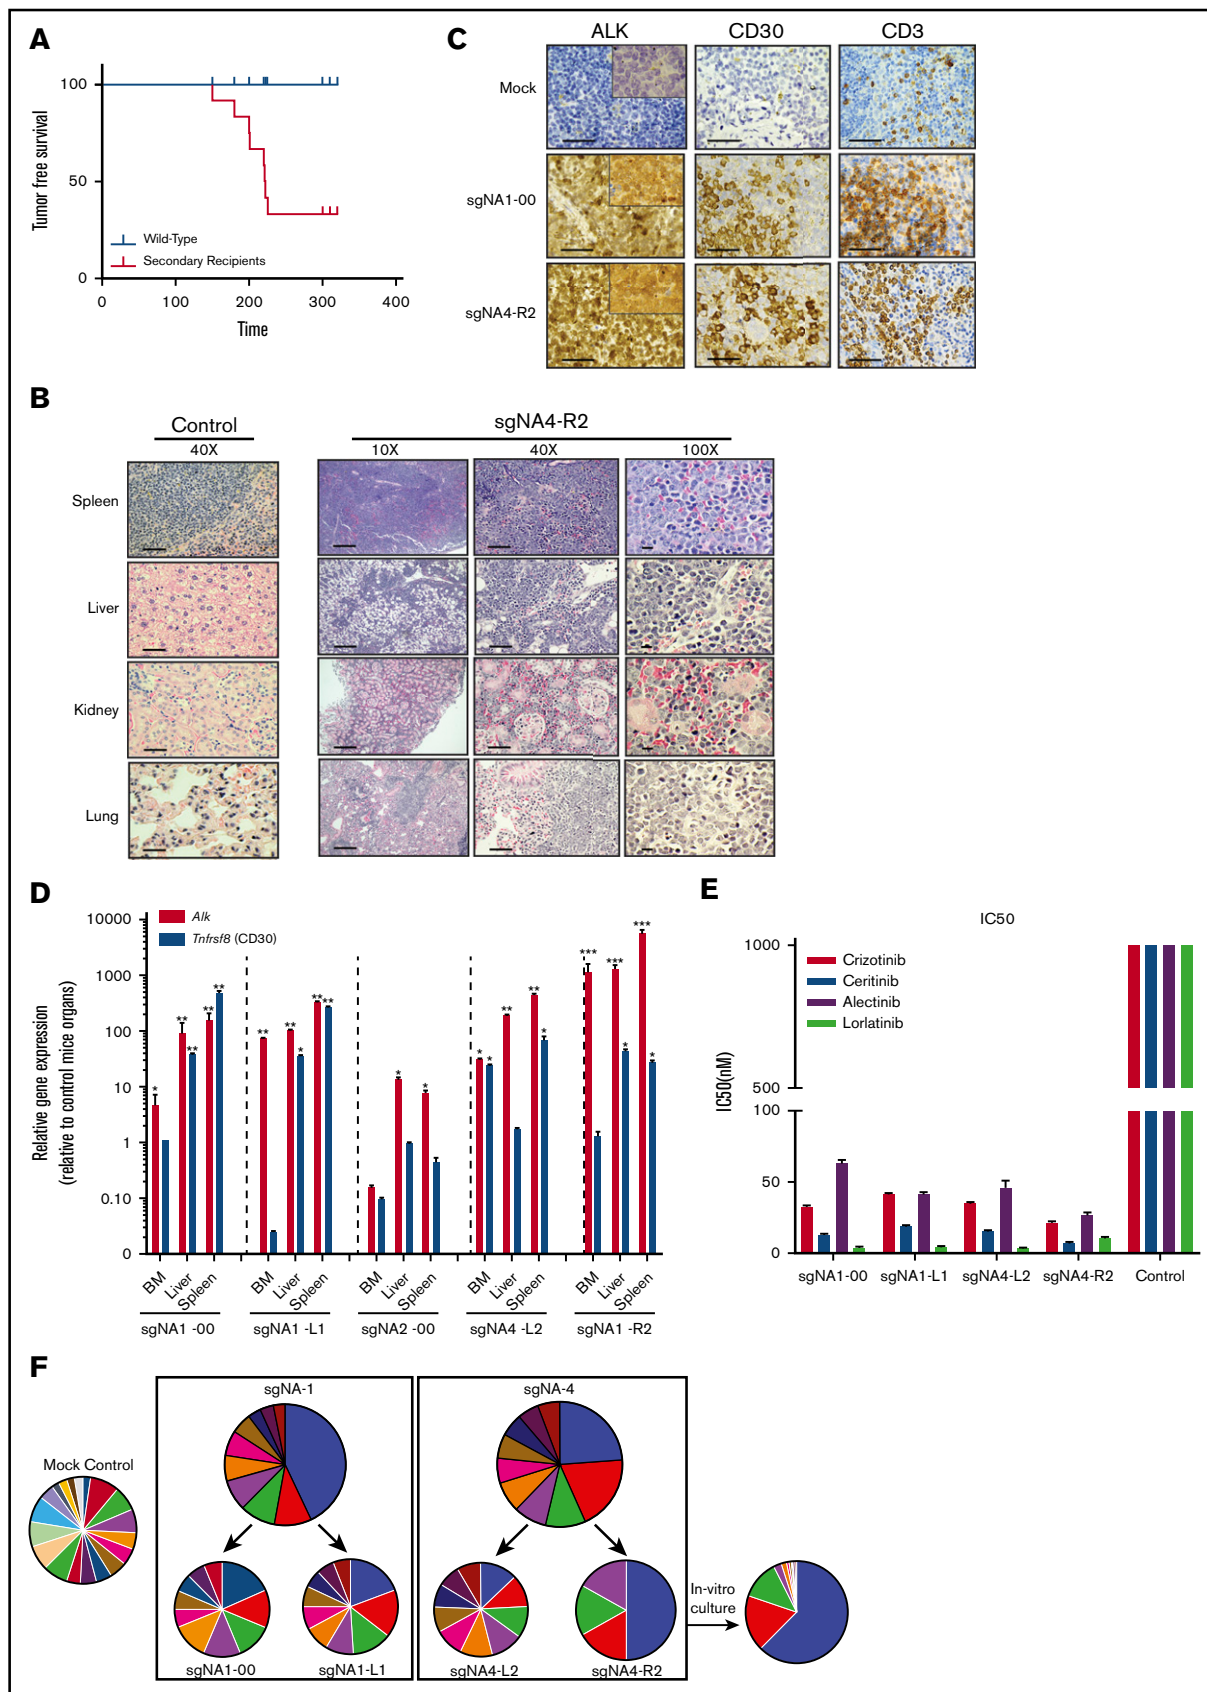 A
100
50
0
Tumor free survival
Wild-Type
Secondary Recipients
0 100 200 300 400
Time
C
ALK CD30 CD3
Mock
sgNA1-00
sgNA4-R2
B
Control sgNA4-R2
40X 10X 40X 100X
Spleen
Liver
Kidney
Lung
D
Alk
Tnfrsf8 (CD30)
Relative gene expression
(relative to control mice organs)
10000
1000
100
10
1
0.10
0
* ** ** ** **
** ** * ** **
* *
* * ** ** *
*** *** * *** *
BM Liver Spleen BM Liver Spleen BM Liver Spleen BM Liver Spleen BM Liver Spleen
sgNA1 -00 sgNA1 -L1 sgNA2 -00 sgNA4 -L2 sgNA1 -R2
E
IC50
Crizotinib
Ceritinib
Alectinib
Lorlatinib
IC50(nM)
1000
500
100
50
0
sgNA1-00 sgNA1-L1 sgNA4-L2 sgNA4-R2 Control
F
Mock Control
sgNA-1
sgNA1-00 sgNA1-L1
sgNA-4
sgNA4-L2 sgNA4-R2
In-vitro
culture